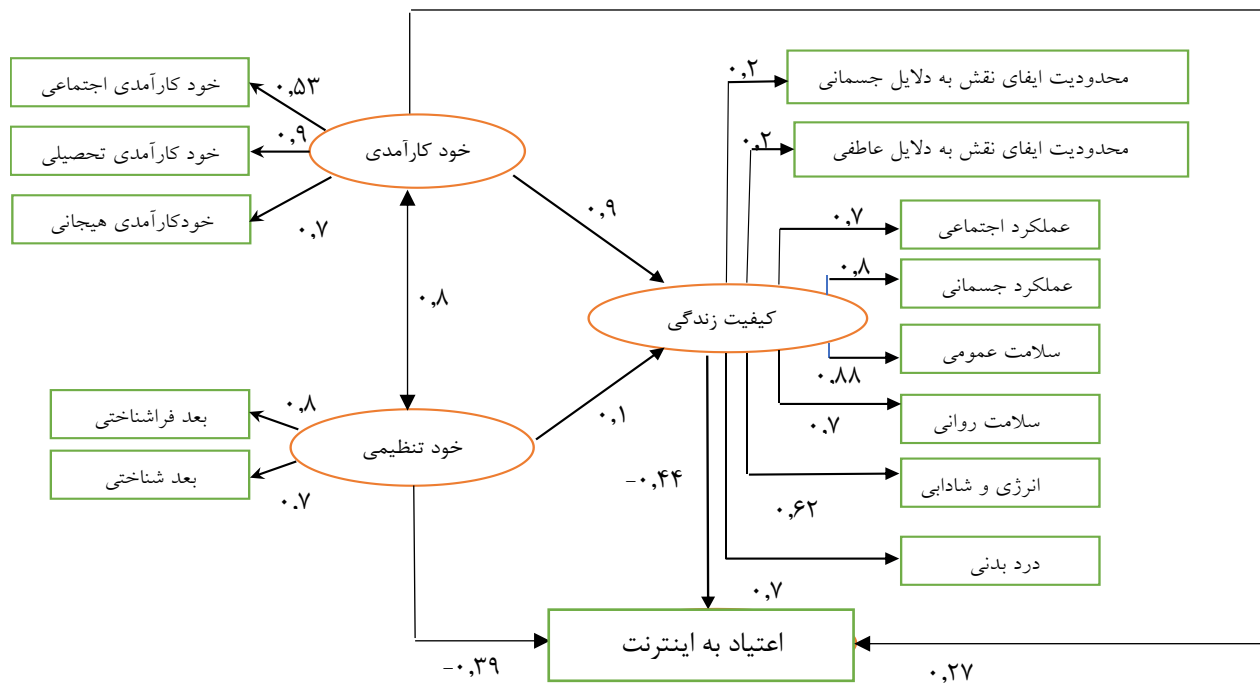 محدودیت ایفای نقش به دلایل جسمانی
۰,۲
خود کارآمدی اجتماعی
۰,۵۳
خود کارآمدی تحصیلی
۰,۹
خود کارآمدی
محدودیت ایفای نقش به دلایل عاطفی
۰,۲
خودکارآمدی هیجانی
۰,۷
۰,۹
عملکرد اجتماعی
۰,۷
عملکرد جسمانی
۰,۸
۰,۸
کیفیت زندگی
سلامت عمومی
۰,۸۸
بعد فراشناختی
۰,۸
۰,۱
سلامت روانی
۰.۷
خود تنظیمی
بعد شناختی
۰.۷
−۰,۴۴
انرژی و شادابی
۰,۶۲
درد بدنی
۰,۷
اعتیاد به اینترنت
−۰,۳۹
۰,۲۷